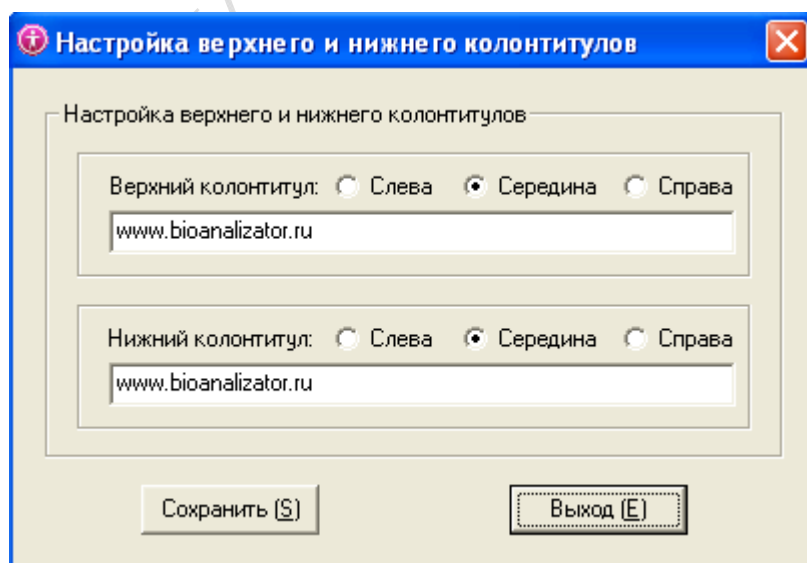 Настройка верхнего и нижнего колонтитулов
Настройка верхнего и нижнего колонтитулов
Верхний колонтитул: Слева Середина Справа
www.bioanalizator.ru
Нижний колонтитул: Слева Середина Справа
www.bioanalizator.ru
Сохранить (S) Выход (E)